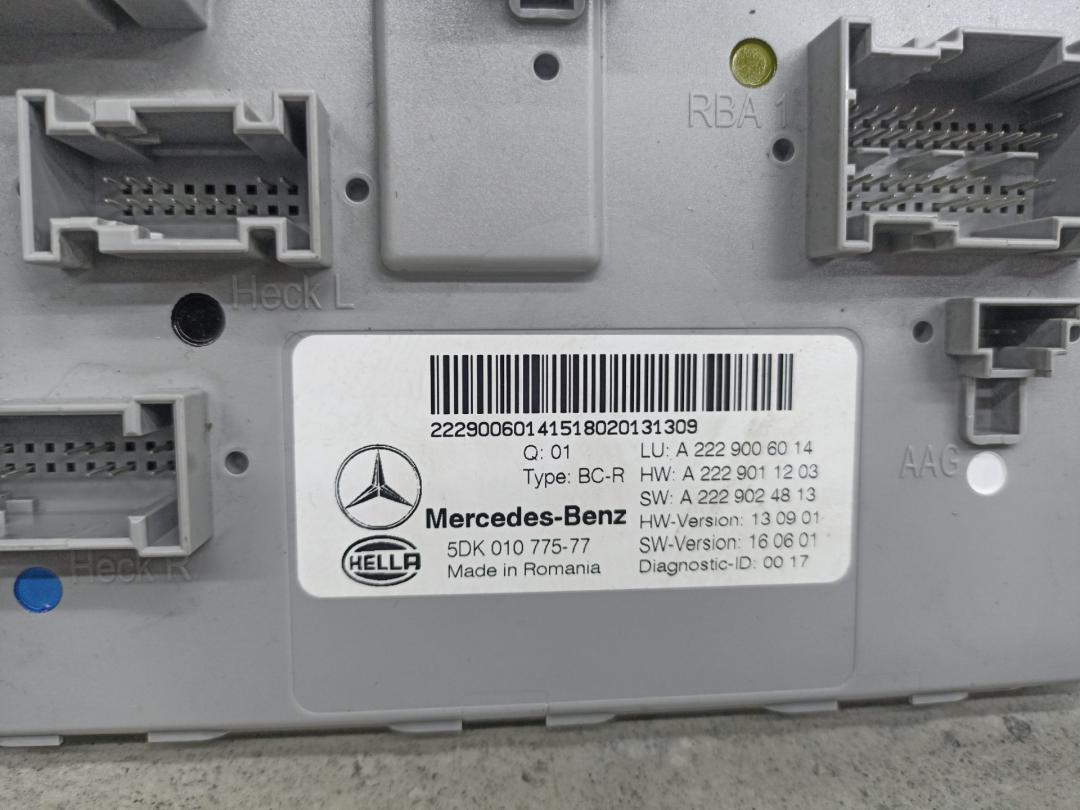 RBA 1
Heck L
22290060141518020131309
Q: 01
Type: BC-R
LU: A 222 900 60 14
HW: A 222 901 12 03
SW: A 222 902 48 13
HW-Version: 13 09 01
SW-Version: 16 06 01
Diagnostic-ID: 00 17
Mercedes-Benz
HELLA
5DK 010 775-77
Made in Romania
AAG
Heck R